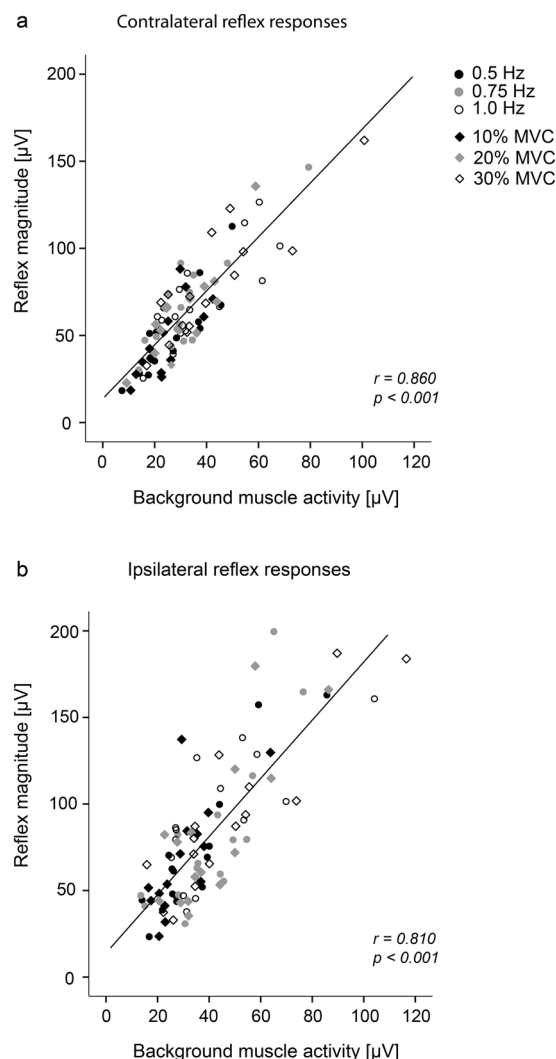 a
Contralateral reflex responses
Reflex magnitude [µV]
200
150
100
50
0
0 20 40 60 80 100 120
Background muscle activity [µV]
0.5 Hz
0.75 Hz
1.0 Hz
10% MVC
20% MVC
30% MVC
r = 0.860
p < 0.001
b
Ipsilateral reflex responses
Reflex magnitude [µV]
200
150
100
50
0
0 20 40 60 80 100 120
Background muscle activity [µV]
r = 0.810
p < 0.001